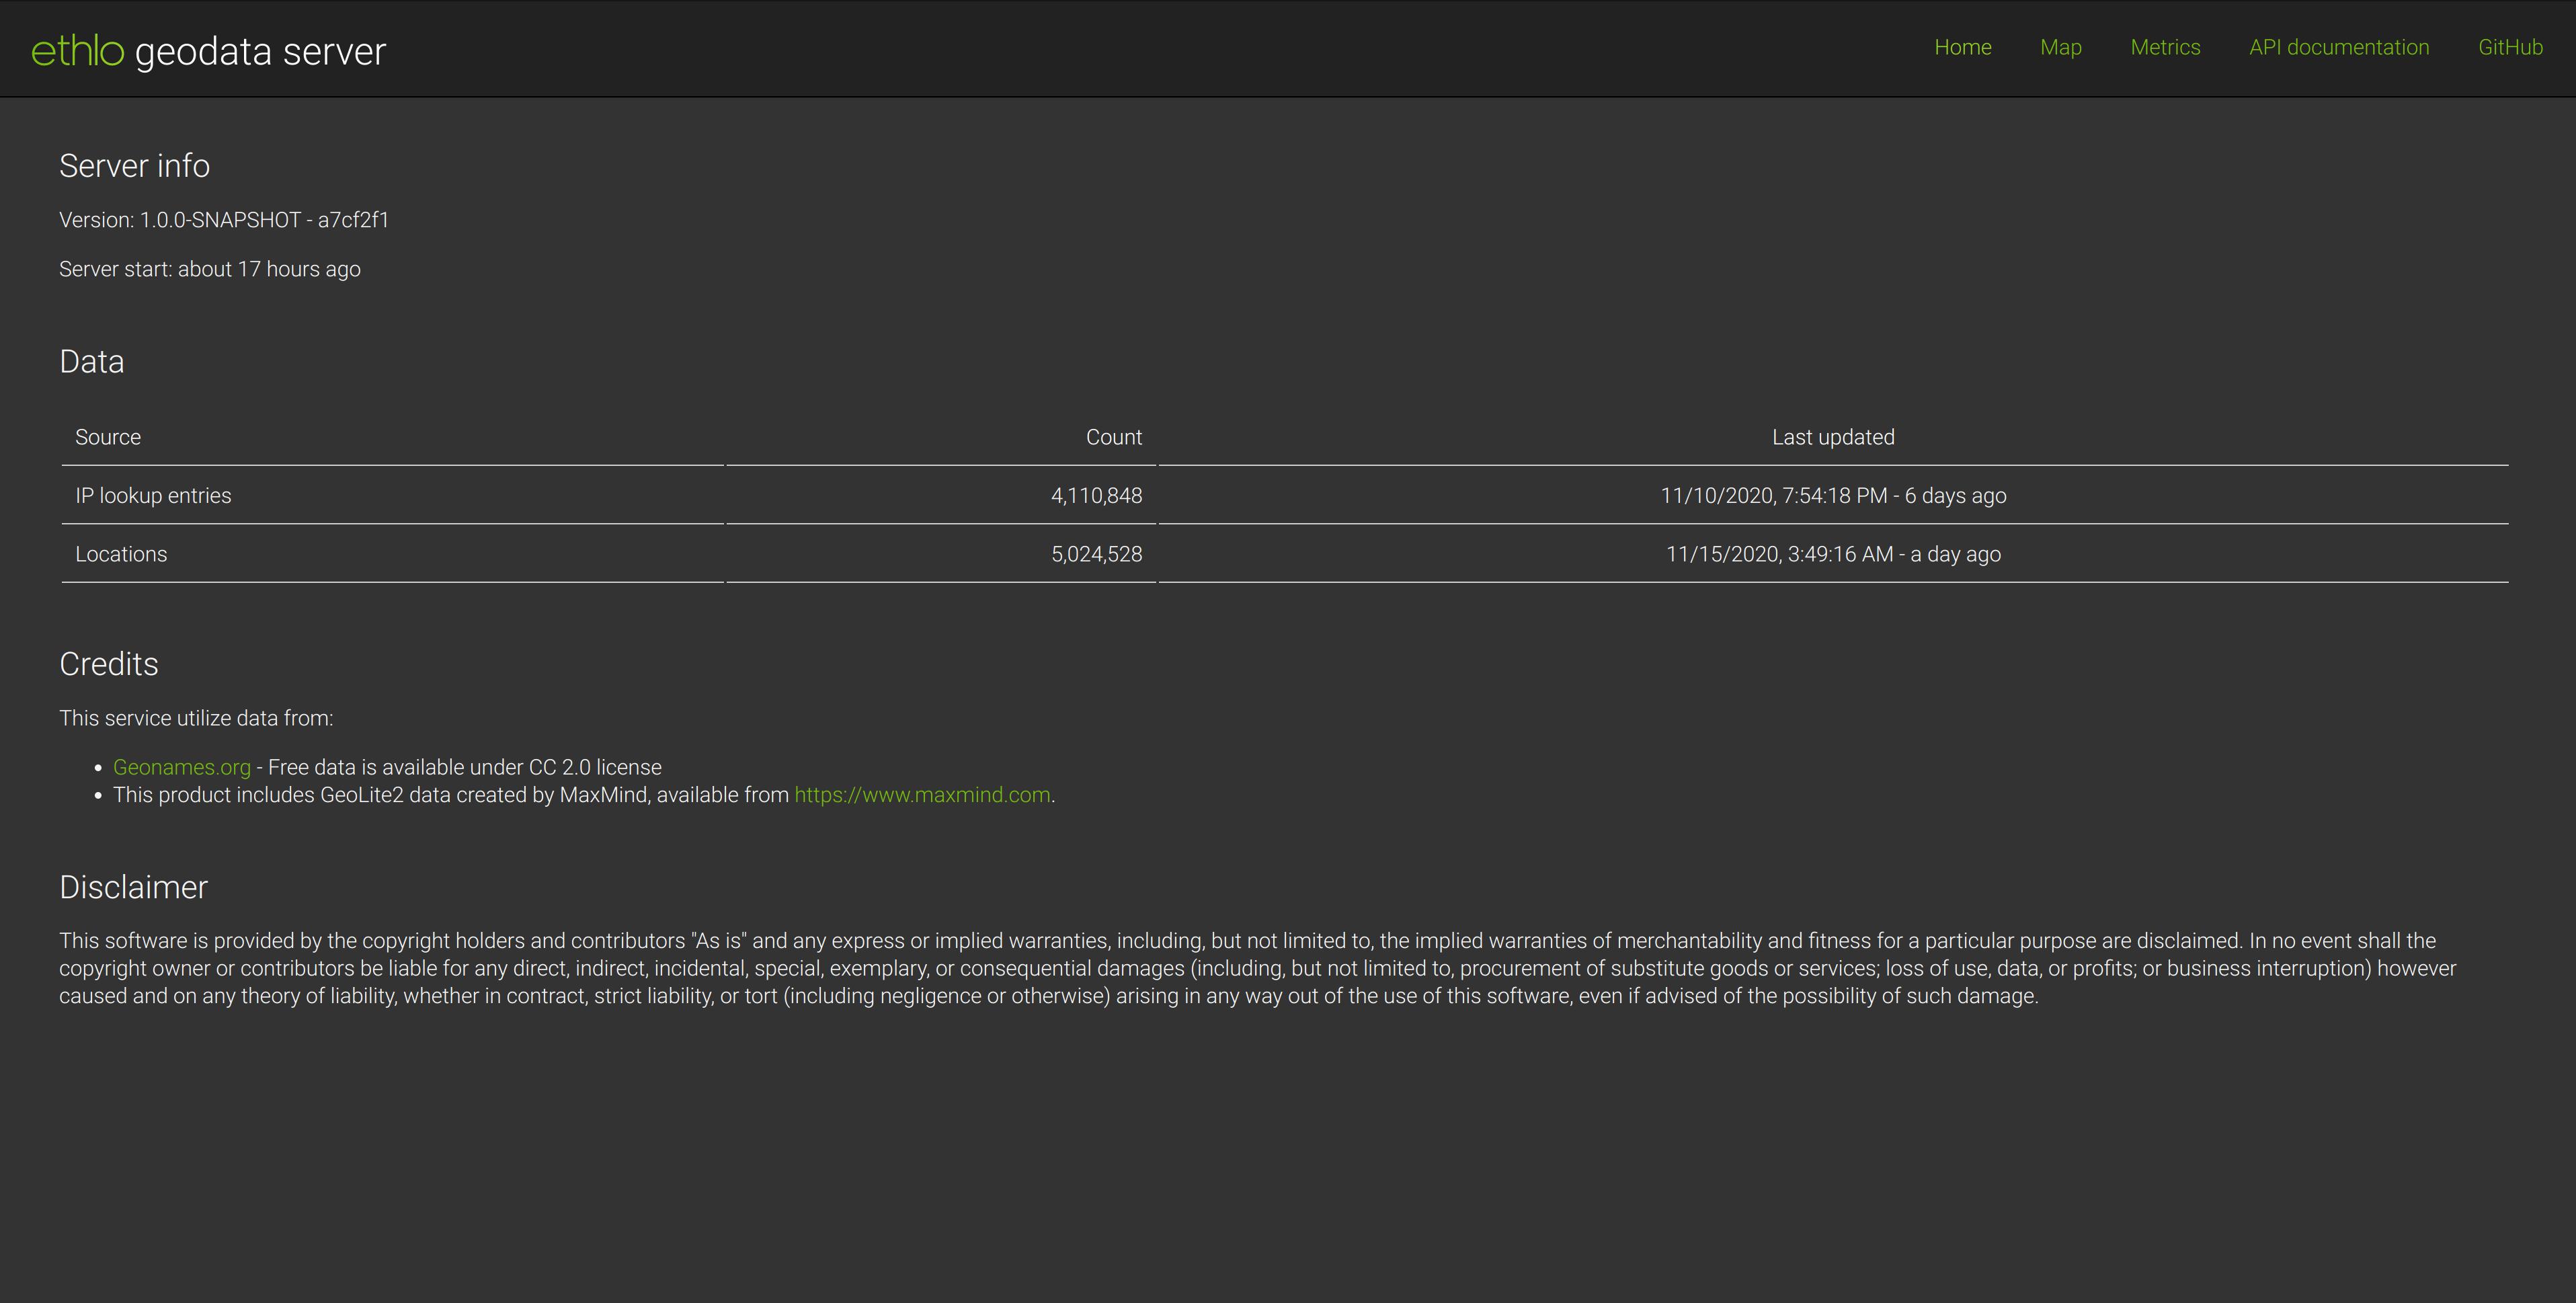 ethlo geodata server
Home Map Metrics API documentation GitHub
Server info
Version: 1.0.0-SNAPSHOT - a7cf2f1
Server start: about 17 hours ago
Data
Source Count Last updated
IP lookup entries 4,110,848 11/10/2020, 7:54:18 PM - 6 days ago
Locations 5,024,528 11/15/2020, 3:49:16 AM - a day ago
Credits
This service utilize data from:
• Geonames.org - Free data is available under CC 2.0 license
• This product includes GeoLite2 data created by MaxMind, available from https://www.maxmind.com.
Disclaimer
This software is provided by the copyright holders and contributors "As is" and any express or implied warranties, including, but not limited to, the implied warranties of merchantability and fitness for a particular purpose are disclaimed. In no event shall the
copyright owner or contributors be liable for any direct, indirect, incidental, special, exemplary, or consequential damages (including, but not limited to, procurement of substitute goods or services; loss of use, data, or profits; or business interruption) however
caused and on any theory of liability, whether in contract, strict liability, or tort (including negligence or otherwise) arising in any way out of the use of this software, even if advised of the possibility of such damage.